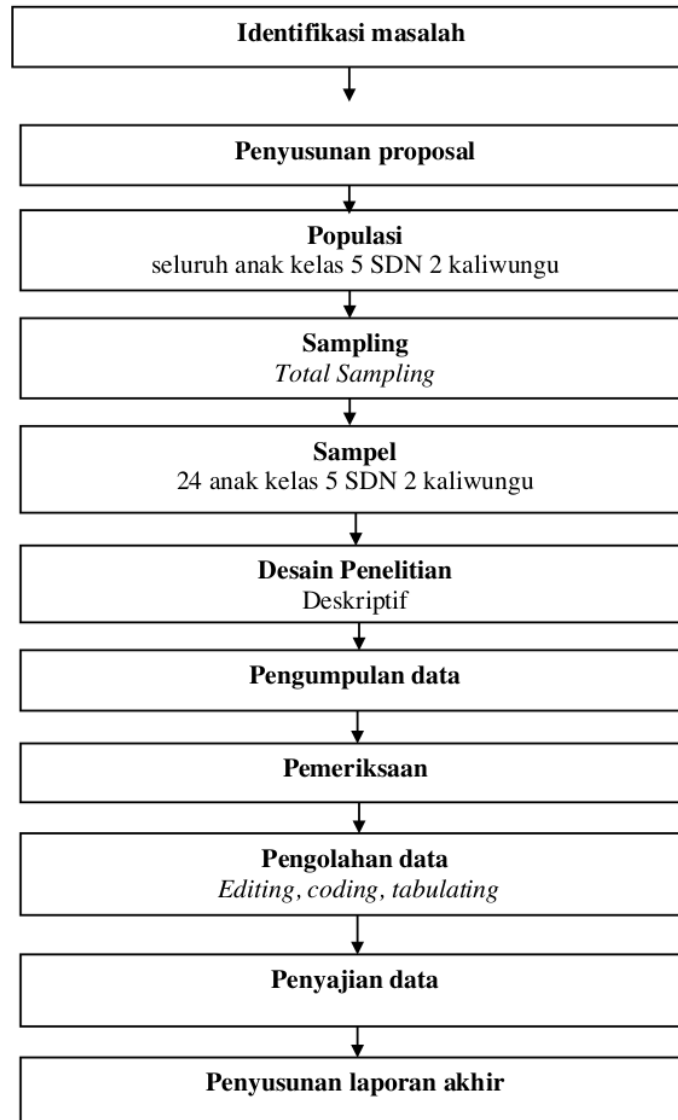 Identifikasi masalah
Penyusunan proposal
Populasi
seluruh anak kelas 5 SDN 2 kaliwungu
Sampling
Total Sampling
Sampel
24 anak kelas 5 SDN 2 kaliwungu
Desain Penelitian
Deskriptif
Pengumpulan data
Pemeriksaan
Pengolahan data
Editing, coding, tabulating
Penyajian data
Penyusunan laporan akhir